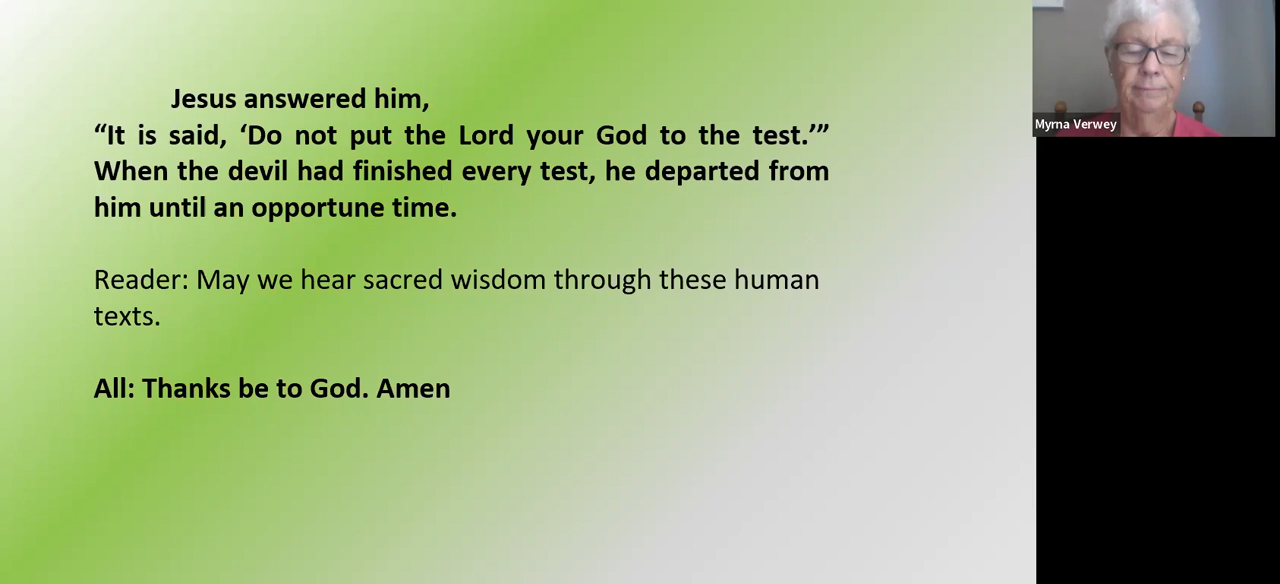 Jesus answered him,
“It is said, ‘Do not put the Lord your God to the test.’”
When the devil had finished every test, he departed from
him until an opportune time.
Reader: May we hear sacred wisdom through these human
texts.
All: Thanks be to God. Amen
Myrna Verwey